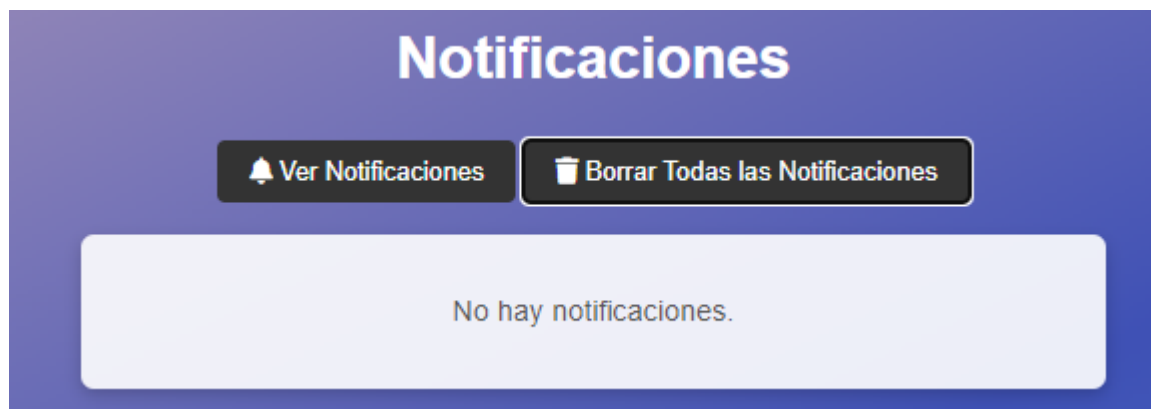 Notificaciones
Ver Notificaciones
Borrar Todas las Notificaciones
No hay notificaciones.